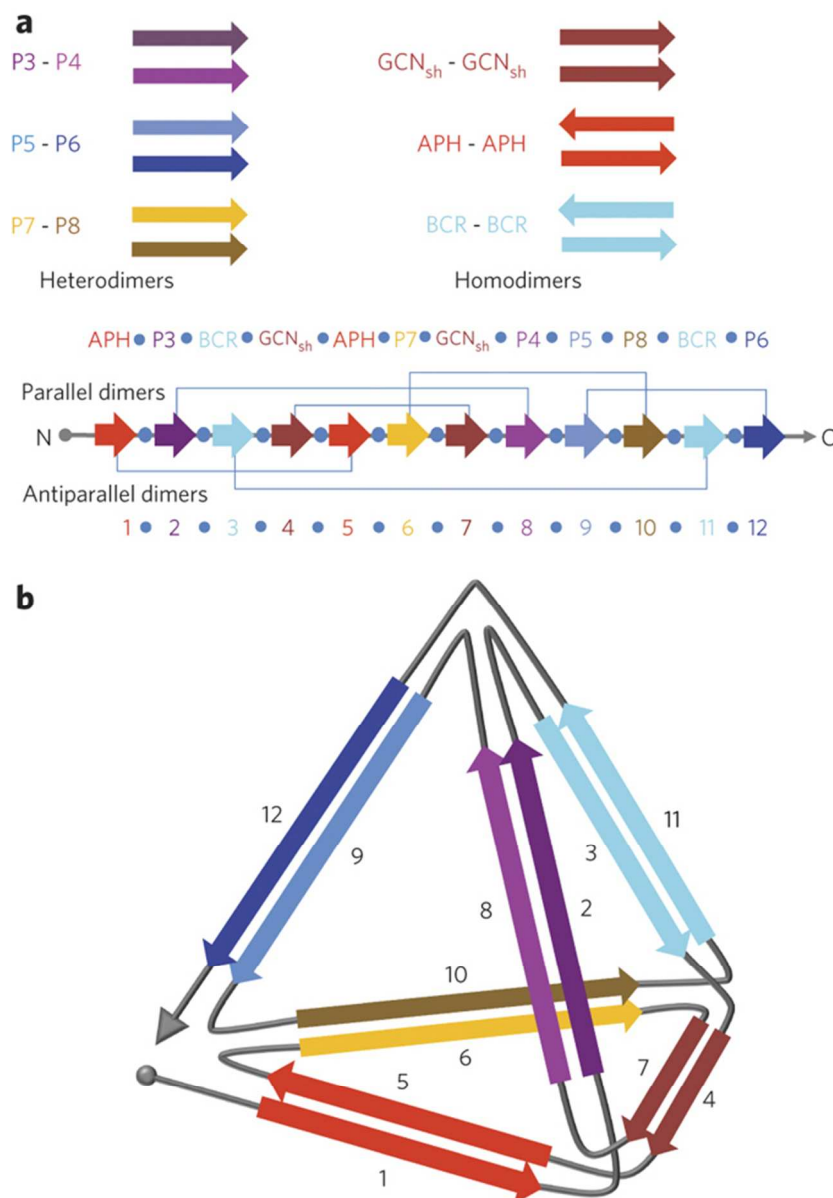 a
P3 - P4
GCNsh - GCNsh
P5 - P6
APH - APH
P7 - P8
BCR - BCR
Heterodimers
Homodimers
APH • P3 • BCR • GCNsh • APH • P7 • GCNsh • P4 • P5 • P8 • BCR • P6
Parallel dimers
N
C
Antiparallel dimers
1 • 2 • 3 • 4 • 5 • 6 • 7 • 8 • 9 • 10 • 11 • 12
b
12
11
9
3
8
2
10
6
7
5
4
1